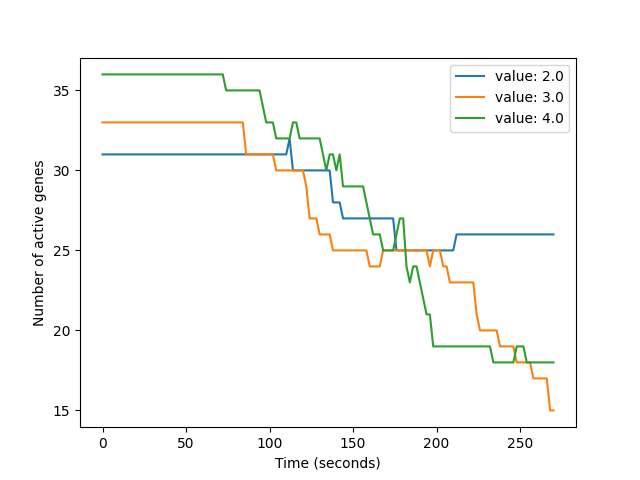 value: 2.0
value: 3.0
value: 4.0
Number of active genes
35
30
25
20
15
0 50 100 150 200 250
Time (seconds)